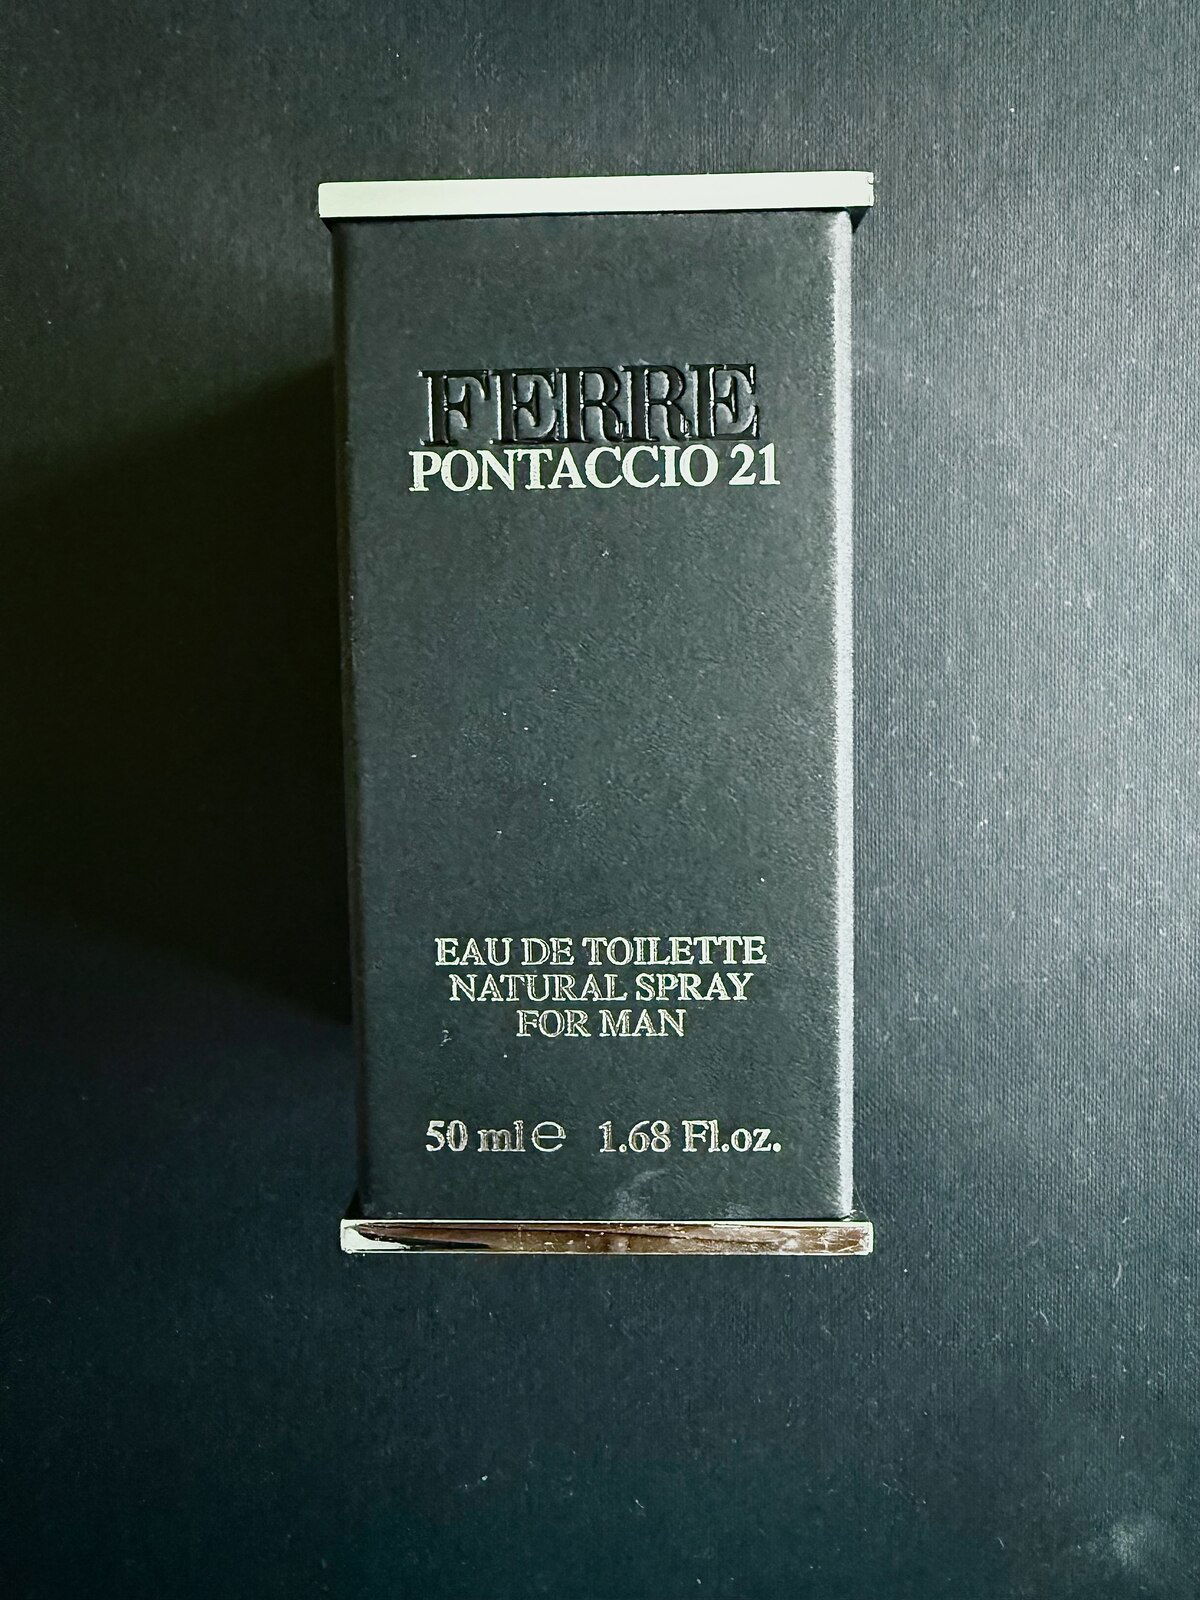 FERRE
PONTACCIO 21
EAU DE TOILETTE
NATURAL SPRAY
FOR MAN
50 ml ℮ 1.68 Fl.oz.